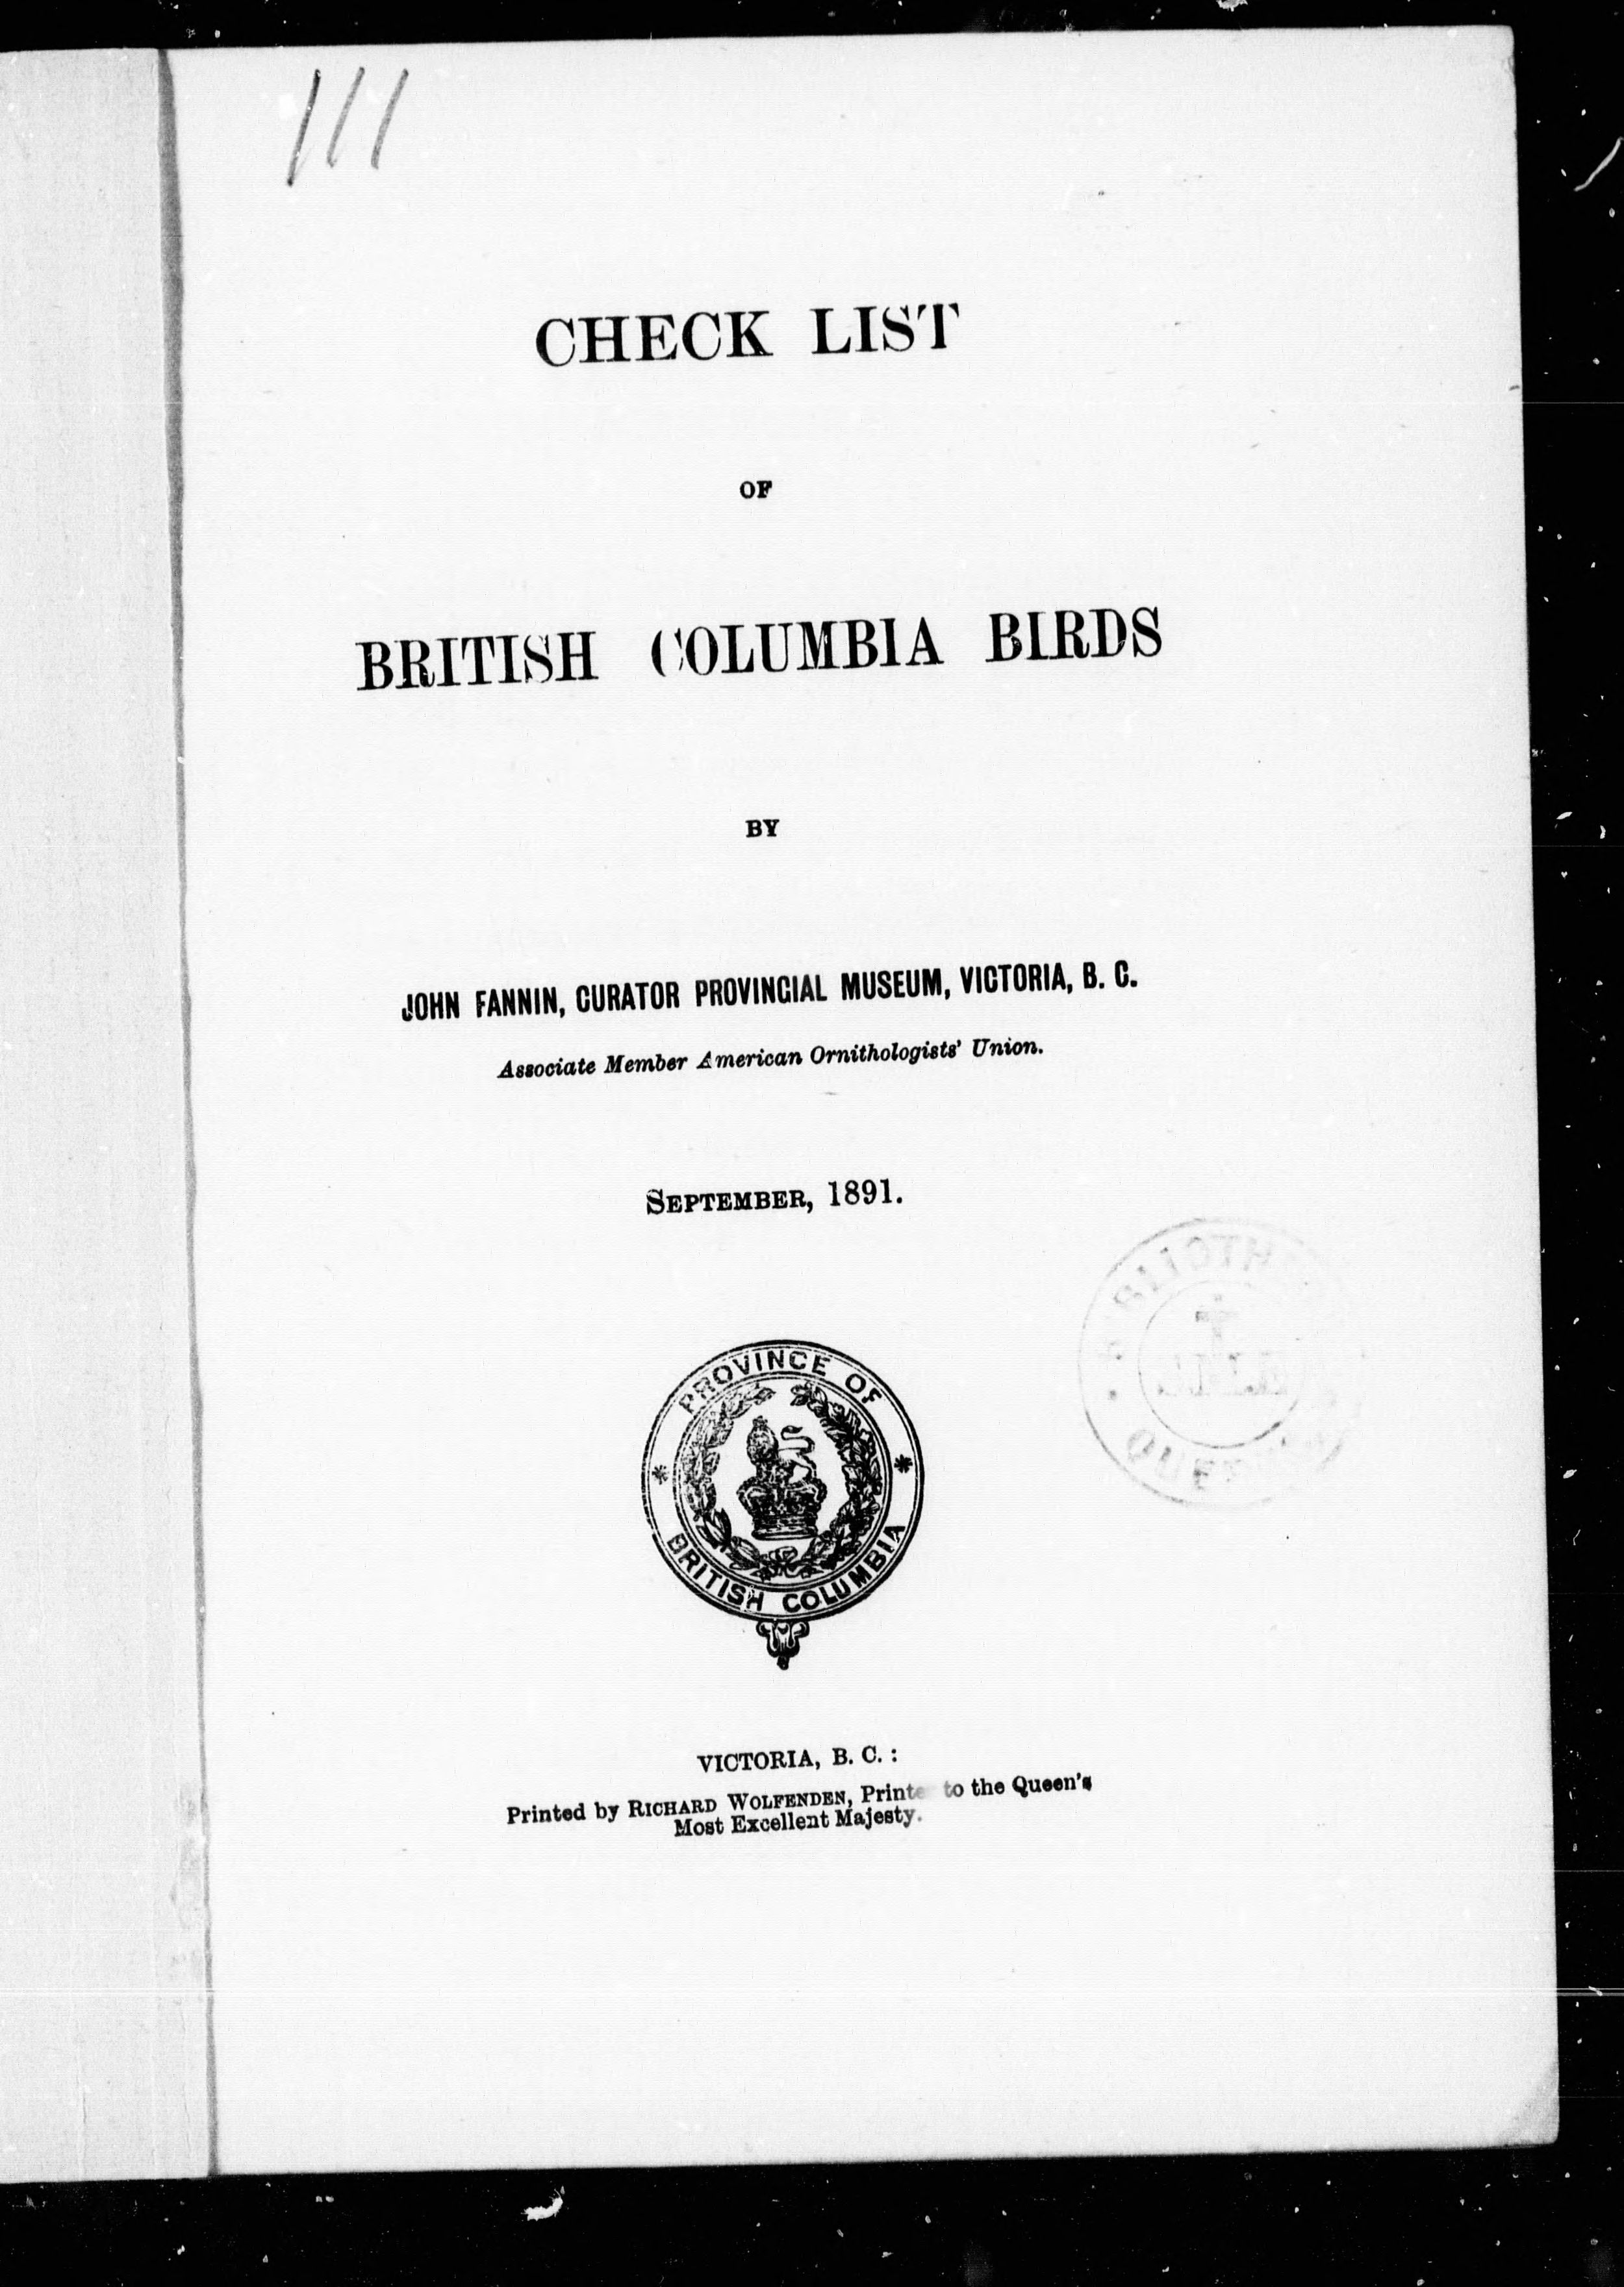 111
CHECK LIST
OF
BRITISH COLUMBIA BIRDS
BY
JOHN FANNIN, CURATOR PROVINCIAL MUSEUM, VICTORIA, B. C.
Associate Member American Ornithologists' Union.
SEPTEMBER, 1891.
PROVINCE OF
BRITISH COLUMBIA
VICTORIA, B. C. :
Printed by RICHARD WOLFENDEN, Printer to the Queen's
Most Excellent Majesty.